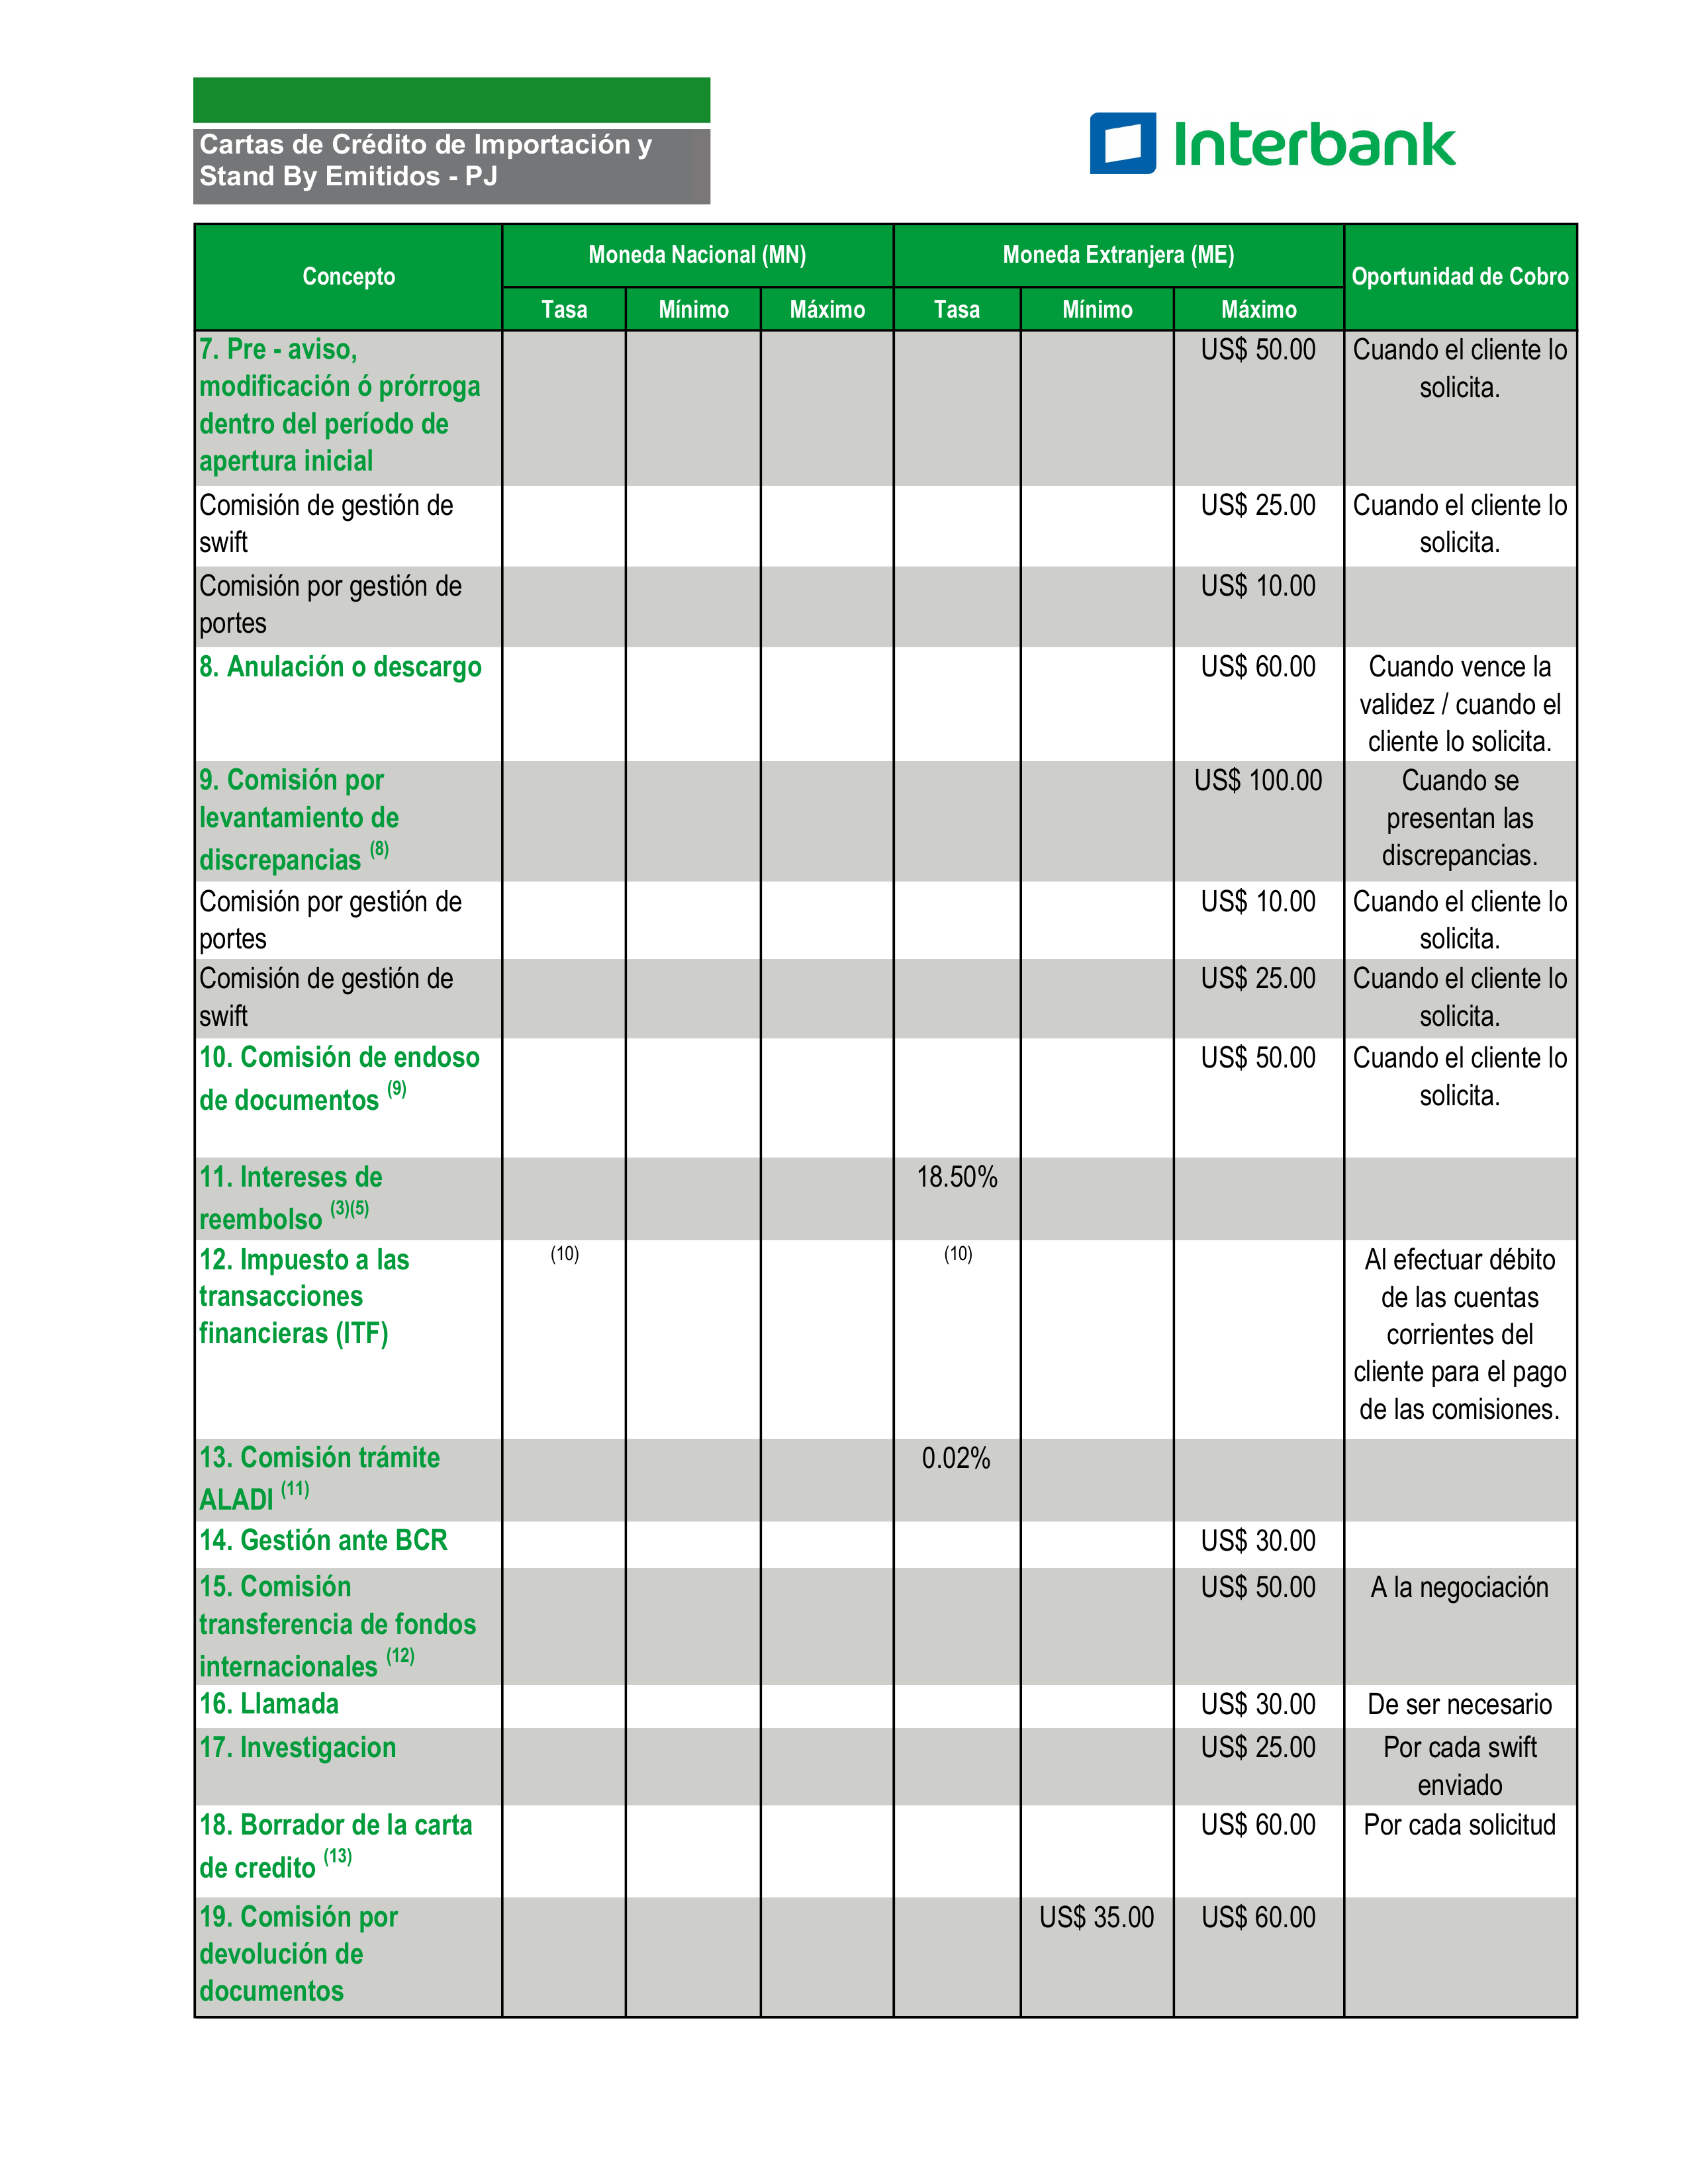 Cartas de Crédito de Importación y
Stand By Emitidos - PJ
Interbank
Concepto
Moneda Nacional (MN)
Moneda Extranjera (ME)
Oportunidad de Cobro
Tasa Mínimo Máximo Tasa Mínimo Máximo
7. Pre - aviso, US$ 50.00 Cuando el cliente lo
modificación ó prórroga solicita.
dentro del período de
apertura inicial
Comisión de gestión de US$ 25.00 Cuando el cliente lo
swift solicita.
Comisión por gestión de US$ 10.00
portes
8. Anulación o descargo US$ 60.00 Cuando vence la
validez / cuando el
cliente lo solicita.
9. Comisión por US$ 100.00 Cuando se
levantamiento de presentan las
discrepancias (8) discrepancias.
Comisión por gestión de US$ 10.00 Cuando el cliente lo
portes solicita.
Comisión de gestión de US$ 25.00 Cuando el cliente lo
swift solicita.
10. Comisión de endoso US$ 50.00 Cuando el cliente lo
de documentos (9) solicita.
11. Intereses de 18.50%
reembolso (3)(5)
12. Impuesto a las (10) (10) Al efectuar débito
transacciones de las cuentas
financieras (ITF) corrientes del
cliente para el pago
de las comisiones.
13. Comisión trámite 0.02%
ALADI (11)
14. Gestión ante BCR US$ 30.00
15. Comisión US$ 50.00 A la negociación
transferencia de fondos
internacionales (12)
16. Llamada US$ 30.00 De ser necesario
17. Investigacion US$ 25.00 Por cada swift
enviado
18. Borrador de la carta US$ 60.00 Por cada solicitud
de credito (13)
19. Comisión por US$ 35.00 US$ 60.00
devolución de
documentos